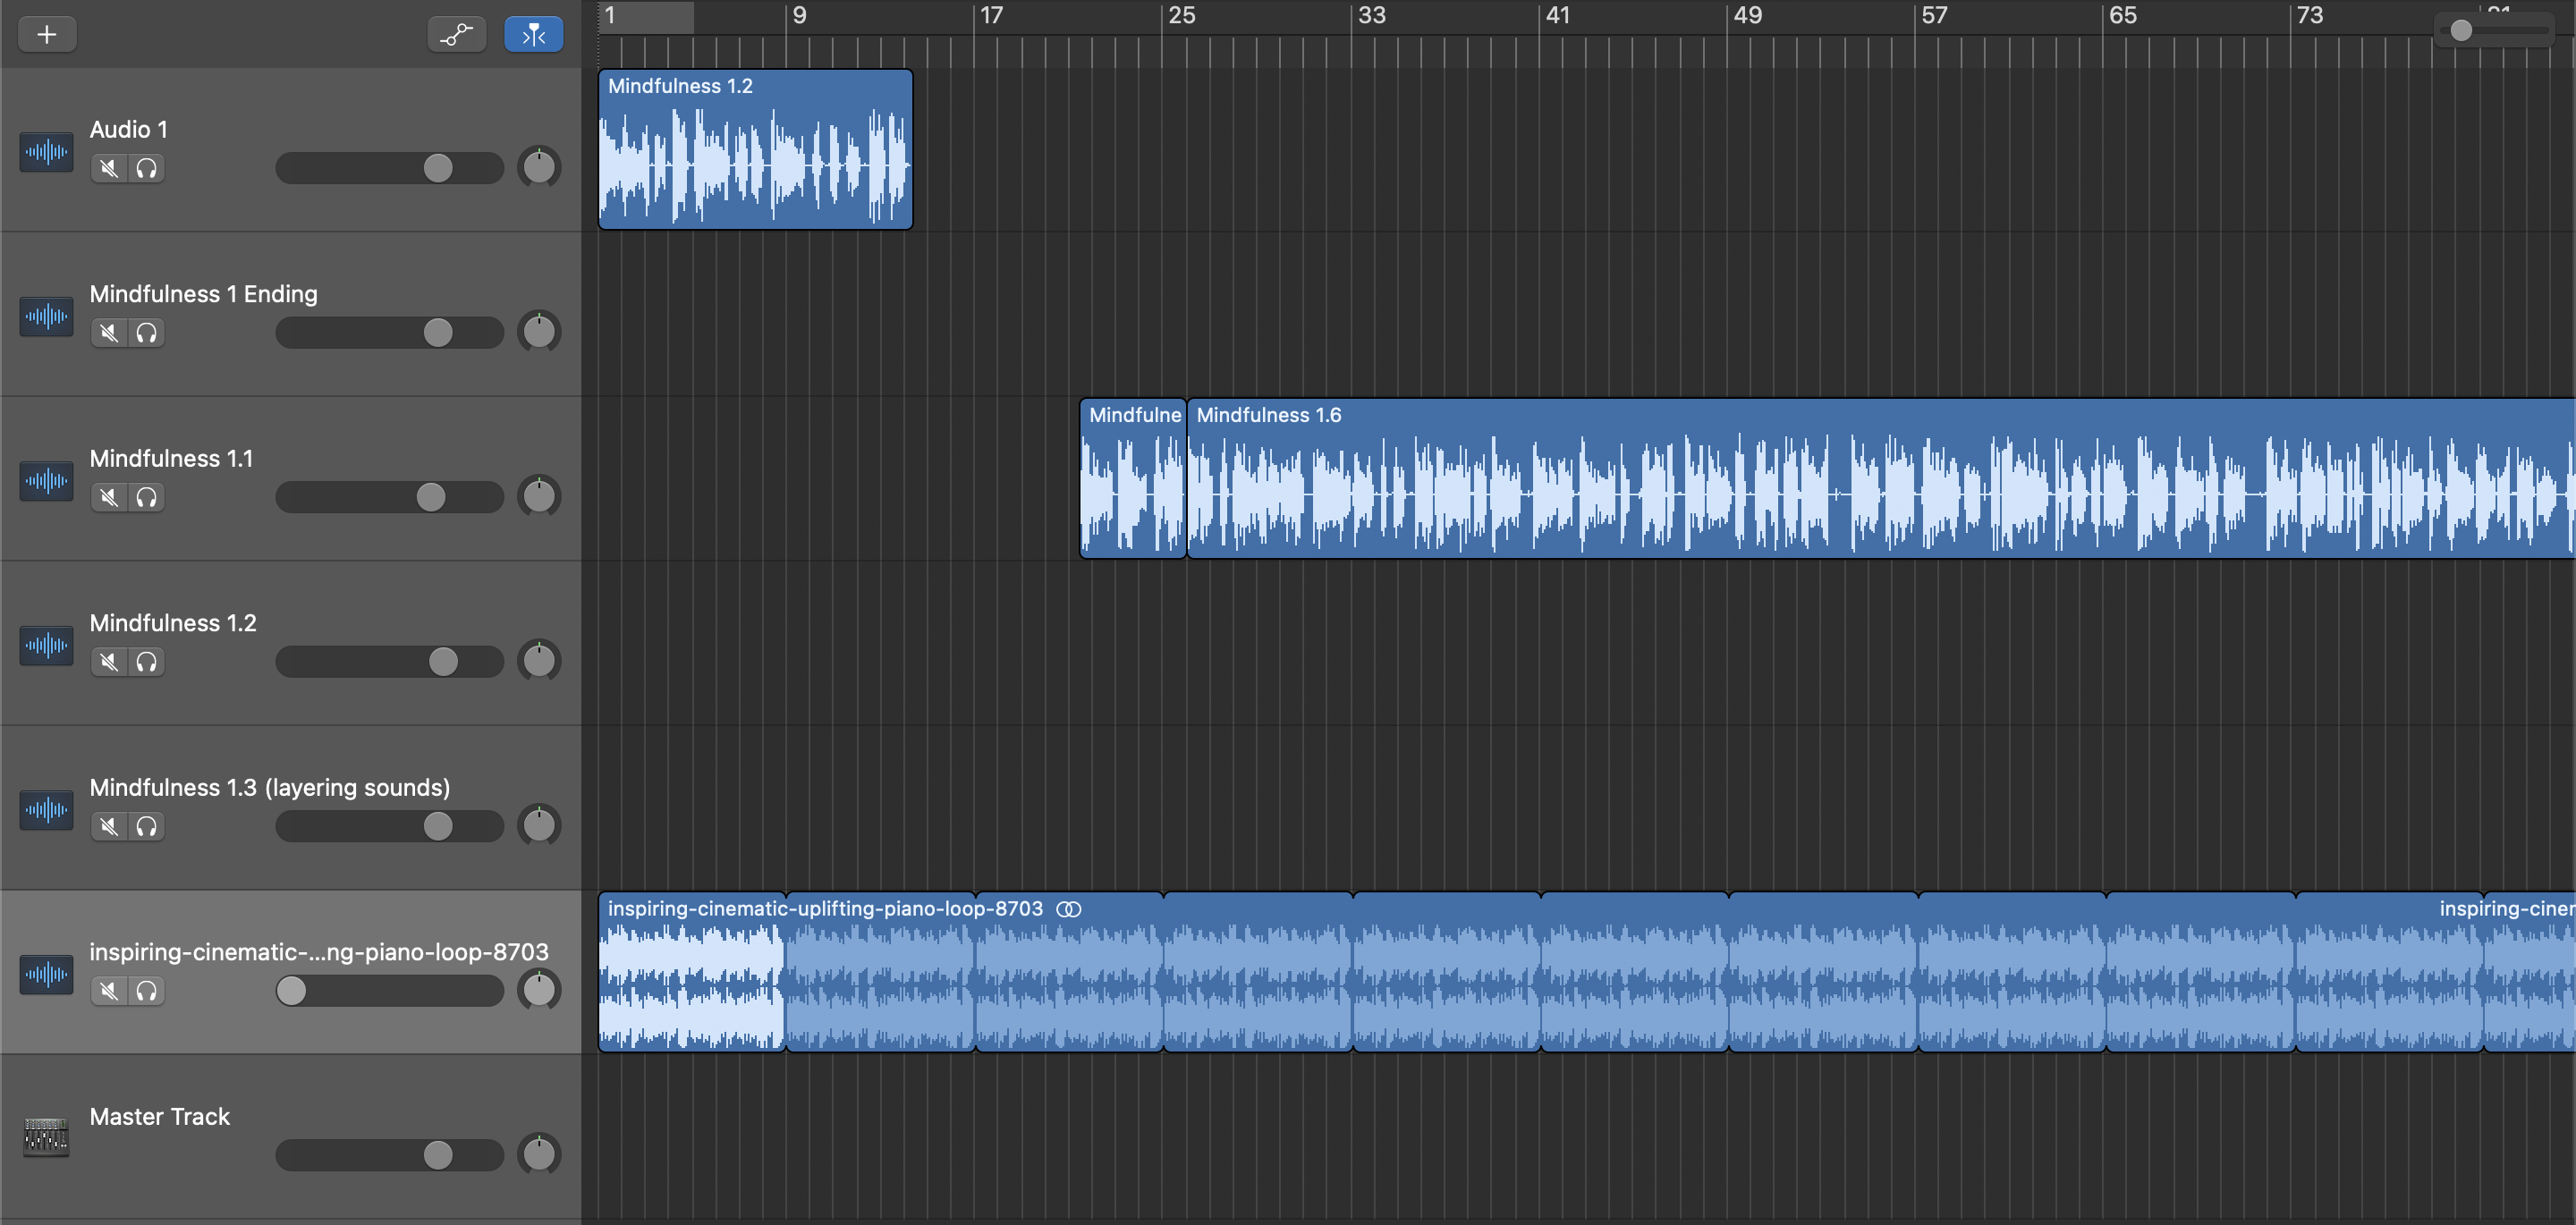 1 9 17 25 33 41 49 57 65 73
Mindfulness 1.2
Audio 1
Mindfulness 1 Ending
Mindfulne Mindfulness 1.6
Mindfulness 1.1
Mindfulness 1.2
Mindfulness 1.3 (layering sounds)
inspiring-cinematic-uplifting-piano-loop-8703 inspiring-ciner
inspiring-cinematic-...ng-piano-loop-8703
Master Track